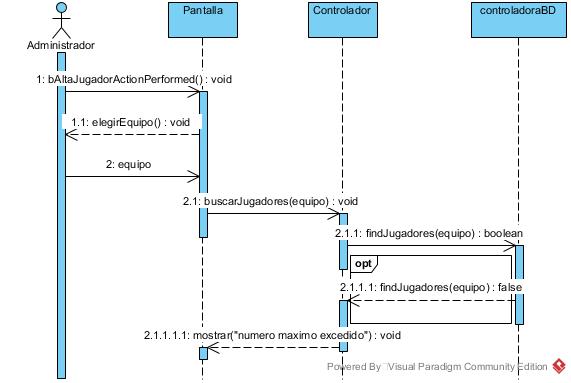 Pantalla
Controlador
controladoraBD
Administrador
1: bAltaJugadorActionPerformed() : void
1.1: elegirEquipo() : void
2: equipo
2.1: buscarJugadores(equipo) : void
2.1.1: findJugadores(equipo) : boolean
opt
2.1.1.1: findJugadores(equipo) : false
2.1.1.1.1: mostrar("numero maximo excedido") : void
Powered By Visual Paradigm Community Edition